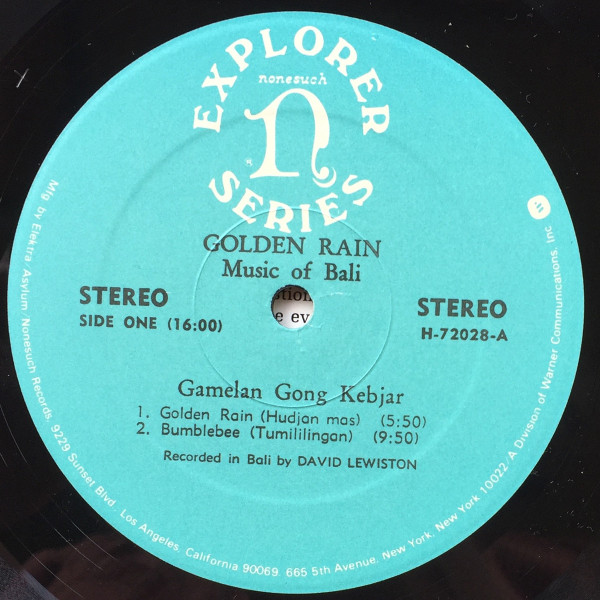 EXPLORER
nonesuch
n
SERIES
GOLDEN RAIN
Music of Bali
STEREO
SIDE ONE (16:00)
STEREO
H-72028-A
Gamelan Gong Kebjar
1. Golden Rain (Hudjan mas) (5:50)
2. Bumblebee (Tumililingan) (9:50)
Recorded in Bali by DAVID LEWISTON
Mfg by Elektra/Asylum Nonesuch Records, 9229 Sunset Blvd. Los Angeles, California 90069. 665 5th Avenue, New York, New York 10022-A Division of Warner Communications, Inc
e ev